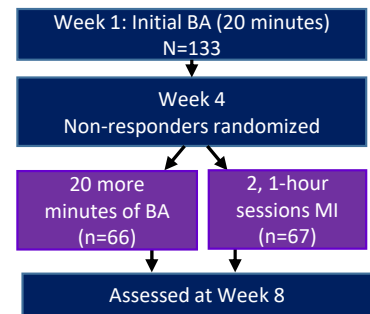 Week 1: Initial BA (20 minutes)
N=133
Week 4
Non-responders randomized
20 more
minutes of BA
(n=66)
2, 1-hour
sessions MI
(n=67)
Assessed at Week 8